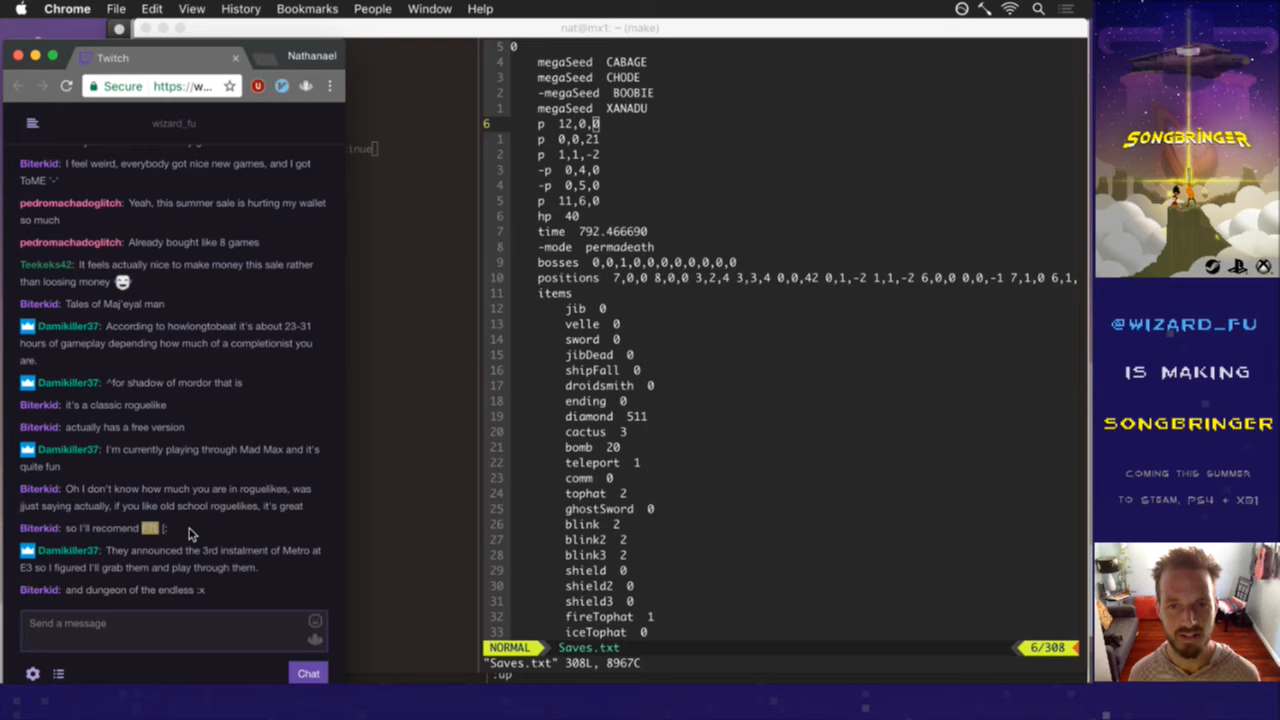 Chrome File Edit View History Bookmarks People Window Help
nat@mx1: ~ (make)
Twitch
Nathanael
Secure https://w...
wizard_fu
Biterkid: I feel weird, everybody got nice new games, and I got
ToME '-'
pedromachadoglitch: Yeah, this summer sale is hurting my wallet
so much
pedromachadoglitch: Already bought like 8 games
Teekeks42: It feels actually nice to make money this sale rather
than loosing money
Biterkid: Tales of Maj'eyal man
Damikiller37: According to howlongtobeat it's about 23-31
hours of gameplay depending how much of a completionist you
are.
Damikiller37: ^for shadow of mordor that is
Biterkid: it's a classic roguelike
Biterkid: actually has a free version
Damikiller37: I'm currently playing through Mad Max and it's
quite fun
Biterkid: Oh I don't know how much you are in roguelikes, was
jjust saying actually, if you like old school roguelikes, it's great
Biterkid: so I'll recomend [:
Damikiller37: They announced the 3rd instalment of Metro at
E3 so I figured I'll grab them and play through them.
Biterkid: and dungeon of the endless :x
Send a message
Chat
5 0
4 megaSeed CABAGE
3 megaSeed CHODE
2 -megaSeed BOOBIE
1 megaSeed XANADU
6 p 12,0,0
1 p 0,0,21
2 p 1,1,-2
3 -p 0,4,0
4 -p 0,5,0
5 p 11,6,0
6 hp 40
7 time 792.466690
8 -mode permadeath
9 bosses 0,0,1,0,0,0,0,0,0,0,0
10 positions 7,0,0 8,0,0 3,2,4 3,3,4 0,0,42 0,1,-2 1,1,-2 6,0,0 0,0,-1 7,1,0 6,1,
11 items
12 jib 0
13 velle 0
14 sword 0
15 jibDead 0
16 shipFall 0
17 droidsmith 0
18 ending 0
19 diamond 511
20 cactus 3
21 bomb 20
22 teleport 1
23 comm 0
24 tophat 2
25 ghostSword 0
26 blink 2
27 blink2 2
28 blink3 2
29 shield 0
30 shield2 0
31 shield3 0
32 fireTophat 1
33 iceTophat 0
NORMAL Saves.txt 6/308
"Saves.txt" 308L, 8967C
:up
tinue]
SONGBRINGER
@WIZARD_FU
IS MAKING
SONGBRINGER
COMING THIS SUMMER
TO STEAM, PS4 + XB1